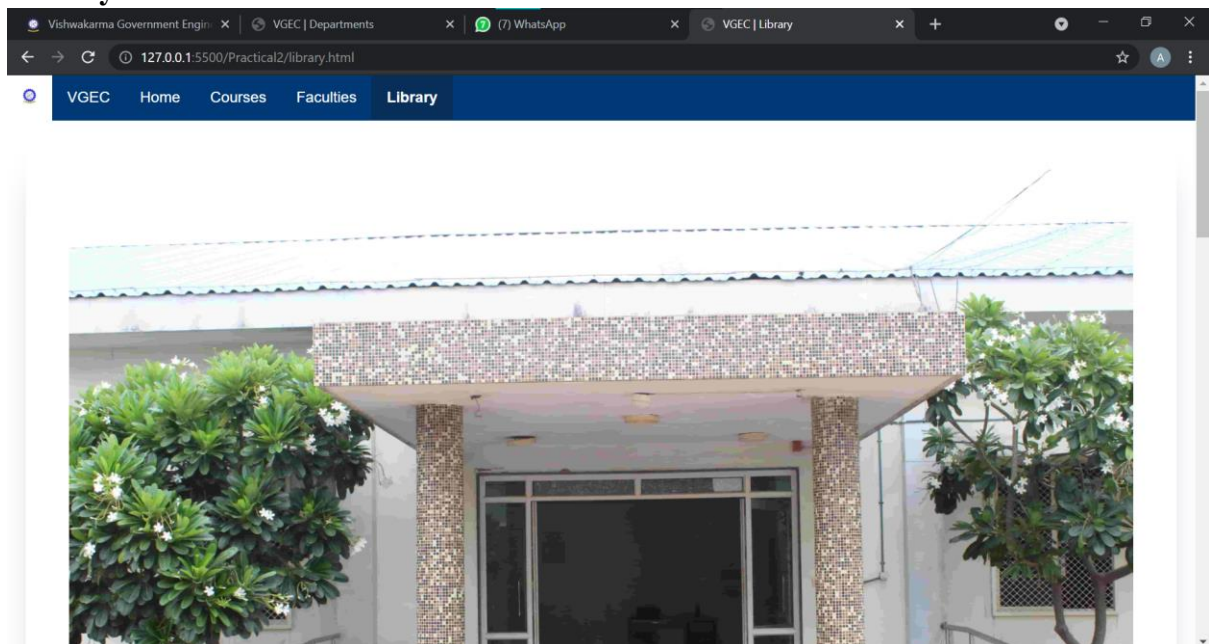 Vishwakarma Government Engin
VGEC | Departments
(7) WhatsApp
VGEC | Library
127.0.0.1:5500/Practical2/library.html
A
VGEC Home Courses Faculties Library